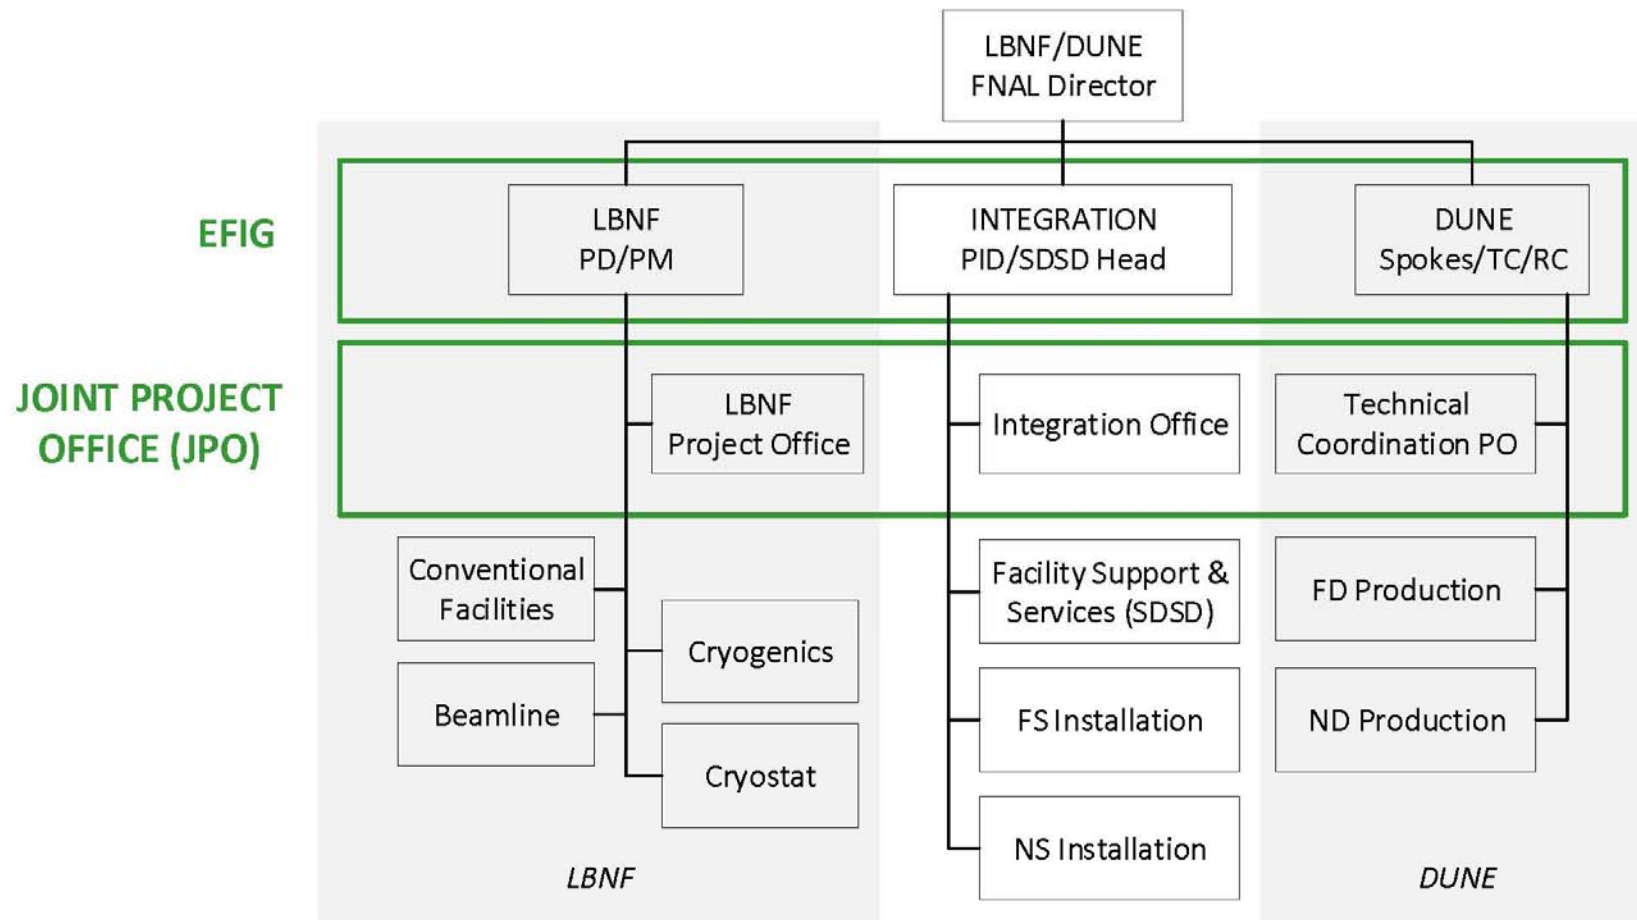 LBNF/DUNE
FNAL Director
EFIG
LBNF
PD/PM
INTEGRATION
PID/SDSD Head
DUNE
Spokes/TC/RC
JOINT PROJECT
OFFICE (JPO)
LBNF
Project Office
Integration Office
Technical
Coordination PO
Conventional
Facilities
Facility Support &
Services (SDSD)
FD Production
Cryogenics
Beamline
FS Installation
ND Production
Cryostat
NS Installation
LBNF
DUNE